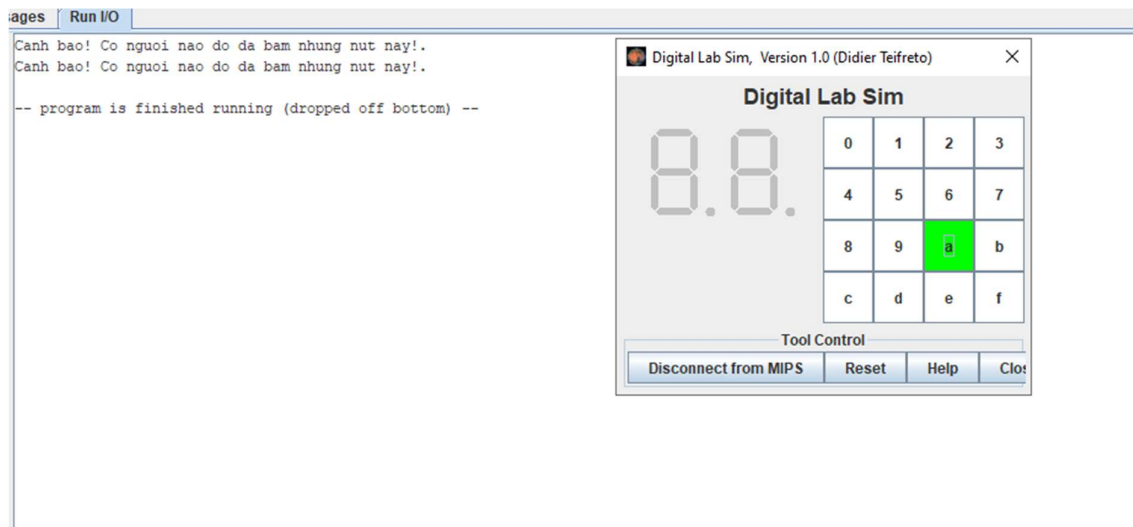 ages Run I/O
Canh bao! Co nguoi nao do da bam nhung nut nay!.
Canh bao! Co nguoi nao do da bam nhung nut nay!.
-- program is finished running (dropped off bottom) --
Digital Lab Sim, Version 1.0 (Didier Teifreto)
Digital Lab Sim
8.8.
0 1 2 3
4 5 6 7
8 9 a b
c d e f
Tool Control
Disconnect from MIPS Reset Help Clos